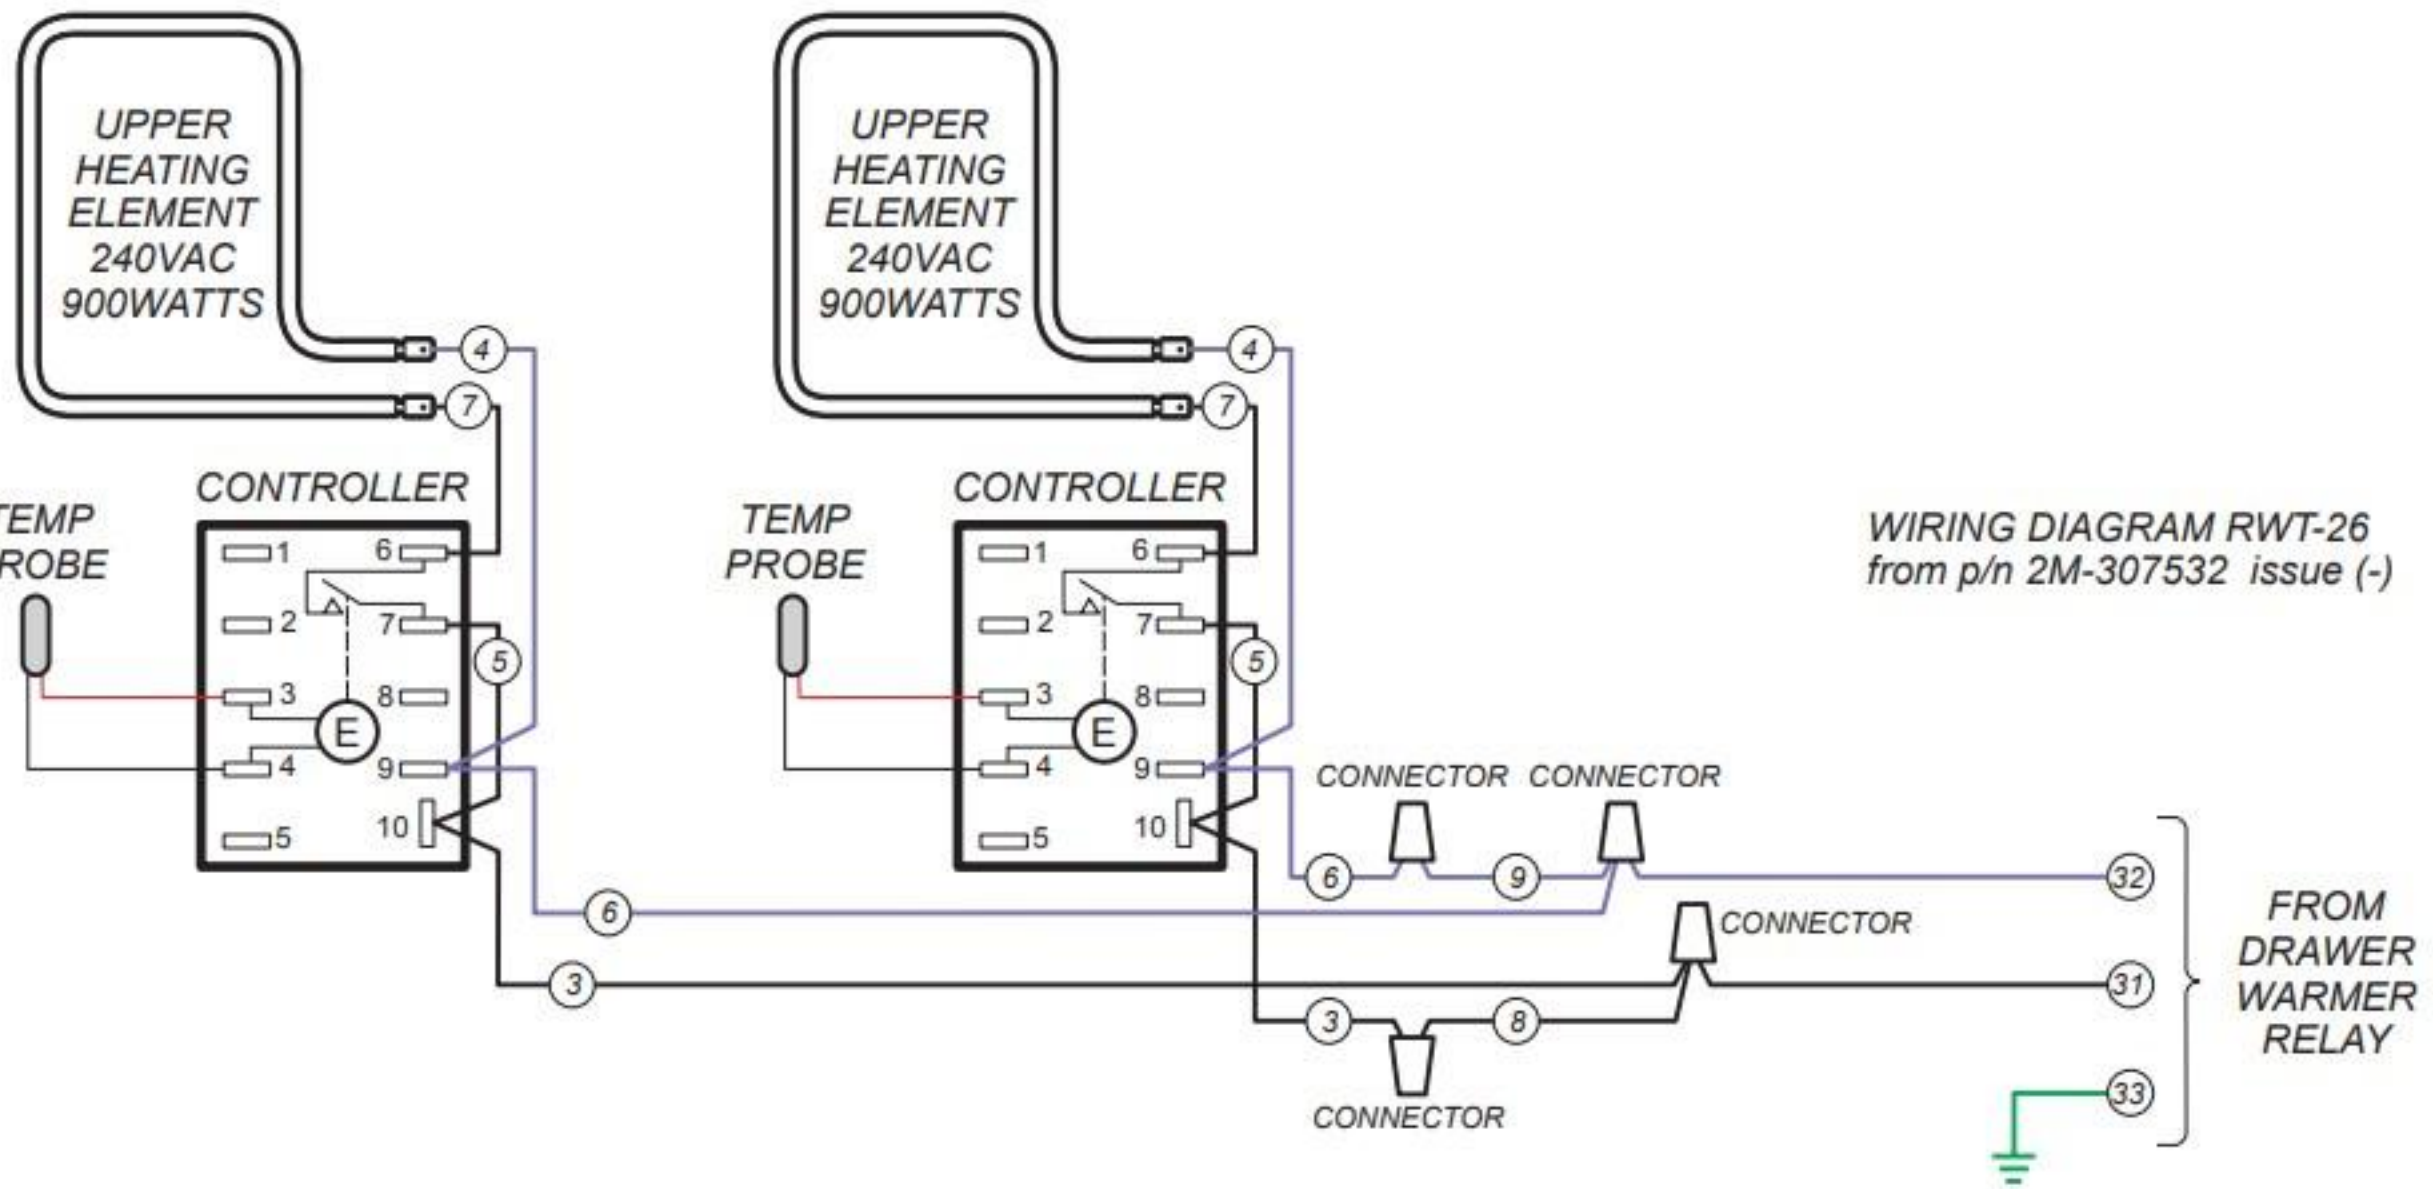 UPPER
HEATING
ELEMENT
240VAC
900WATTS
4
7
UPPER
HEATING
ELEMENT
240VAC
900WATTS
4
7
CONTROLLER
TEMP
ROBE
1
2
3
4
5
6
7
8
9
10
E
5
CONTROLLER
TEMP
PROBE
1
2
3
4
5
6
7
8
9
10
E
5
WIRING DIAGRAM RWT-26
from p/n 2M-307532 issue (-)
CONNECTOR CONNECTOR
6
9
32
6
CONNECTOR
3
31
3
8
CONNECTOR
33
FROM
DRAWER
WARMER
RELAY